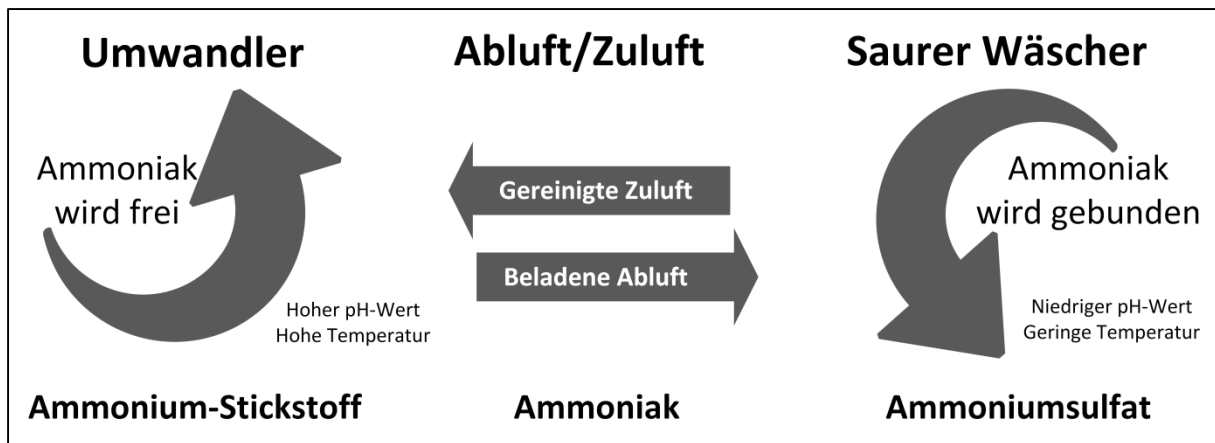 Umwandler
Abluft/Zuluft
Saurer Wäscher
Ammoniak
wird frei
Gereinigte Zuluft
Beladene Abluft
Ammoniak
wird gebunden
Hoher pH-Wert
Hohe Temperatur
Niedriger pH-Wert
Geringe Temperatur
Ammonium-Stickstoff
Ammoniak
Ammoniumsulfat